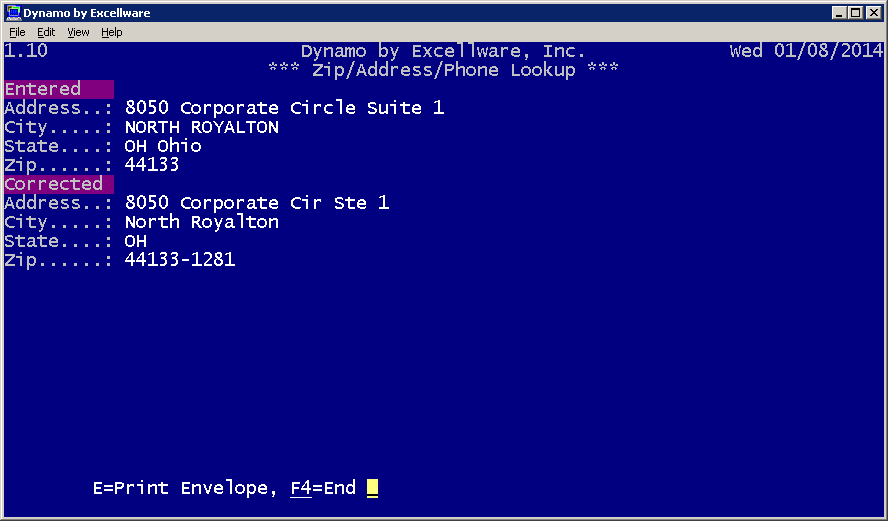 Dynamo by Excellware
File Edit View Help
1.10 Dynamo by Excellware, Inc. Wed 01/08/2014
*** Zip/Address/Phone Lookup ***
Entered
Address..: 8050 Corporate Circle Suite 1
City.....: NORTH ROYALTON
State....: OH Ohio
Zip......: 44133
Corrected
Address..: 8050 Corporate Cir Ste 1
City.....: North Royalton
State....: OH
Zip......: 44133-1281
E=Print Envelope, F4=End